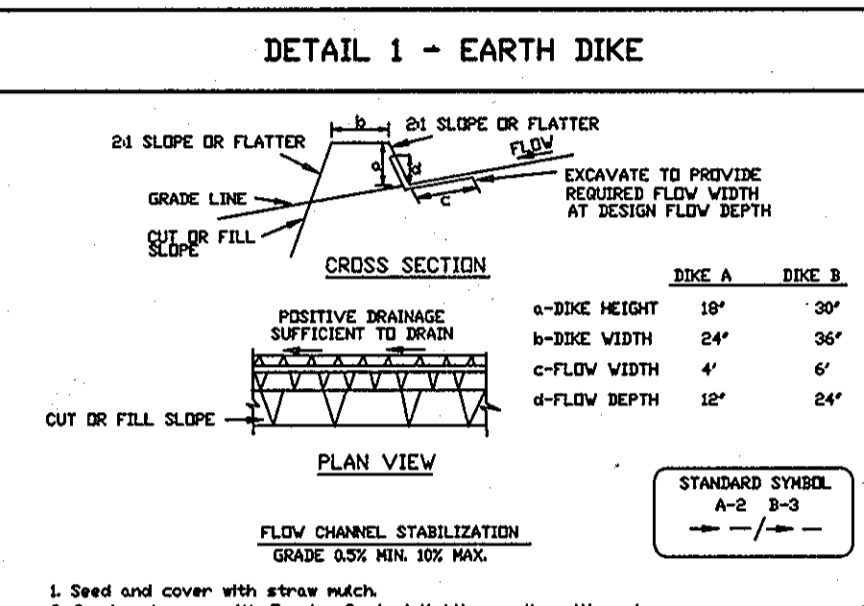 DETAIL 1 - EARTH DIKE
b
2:1 SLOPE OR FLATTER
2:1 SLOPE OR FLATTER
FLOW
a
d
EXCAVATE TO PROVIDE
REQUIRED FLOW WIDTH
AT DESIGN FLOW DEPTH
GRADE LINE
c
CUT OR FILL
SLOPE
CROSS SECTION
DIKE A DIKE B
a-DIKE HEIGHT 18" 30"
b-DIKE WIDTH 24" 36"
c-FLOW WIDTH 4' 6'
d-FLOW DEPTH 12" 24"
POSITIVE DRAINAGE
SUFFICIENT TO DRAIN
CUT OR FILL SLOPE
PLAN VIEW
STANDARD SYMBOL
A-2 B-3
FLOW CHANNEL STABILIZATION
GRADE 0.5% MIN. 10% MAX.
1. Seed and cover with straw mulch.